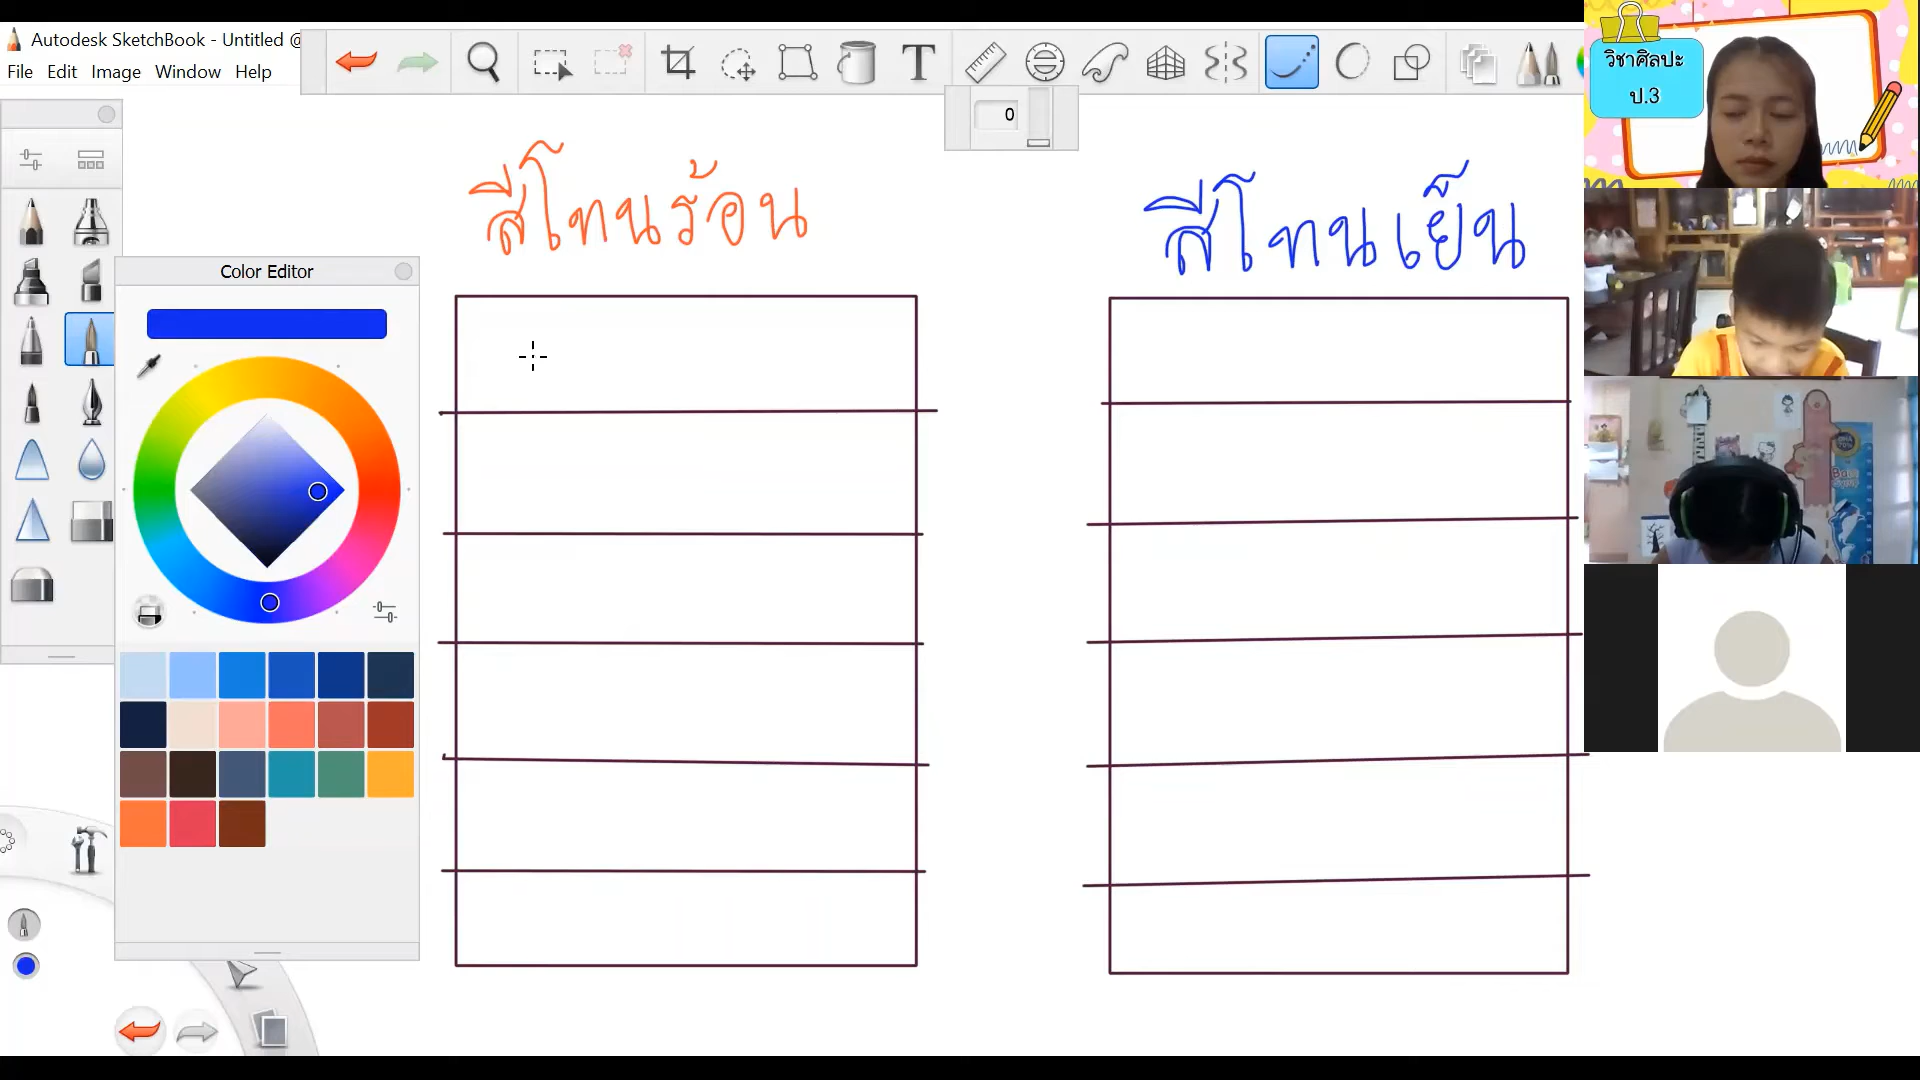 Autodesk SketchBook - Untitled @
File Edit Image Window Help
T
0
วิชาศิลปะ
ป.3
Color Editor
สีโทนร้อน
สีโทนเย็น